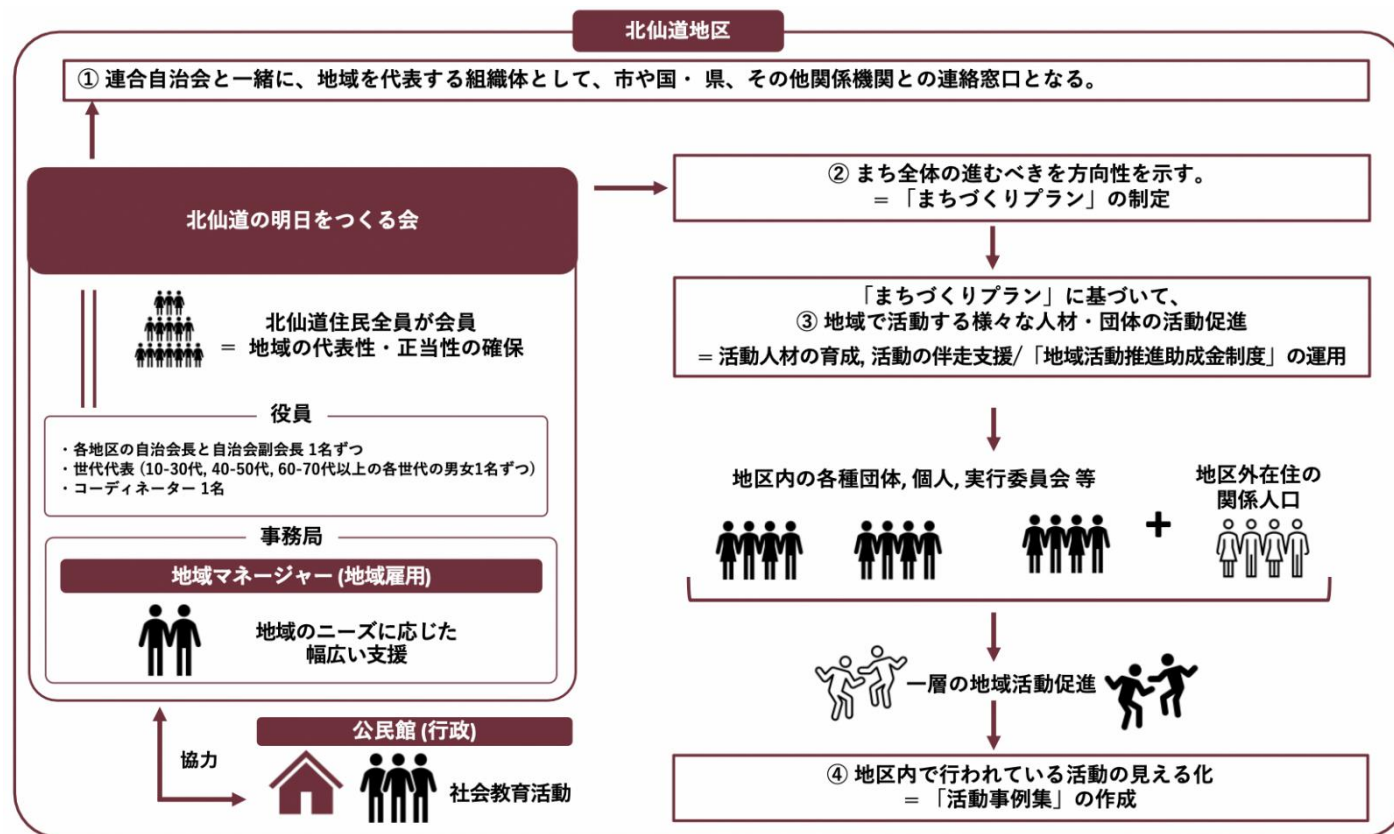 北仙道地区
① 連合自治会と一緒に、地域を代表する組織体として、市や国・ 県、その他関係機関との連絡窓口となる。
北仙道の明日をつくる会
北仙道住民全員が会員
= 地域の代表性・正当性の確保
役員
・各地区の自治会長と自治会副会長 1名ずつ
・世代代表 (10-30代, 40-50代, 60-70代以上の各世代の男女1名ずつ)
・コーディネーター 1名
事務局
地域マネージャー (地域雇用)
地域のニーズに応じた
幅広い支援
協力
公民館 (行政)
社会教育活動
② まち全体の進むべきを方向性を示す。
= 「まちづくりプラン」の制定
「まちづくりプラン」に基づいて、
③ 地域で活動する様々な人材・団体の活動促進
= 活動人材の育成, 活動の伴走支援/「地域活動推進助成金制度」の運用
地区内の各種団体, 個人, 実行委員会 等
+
地区外在住の
関係人口
一層の地域活動促進
④ 地区内で行われている活動の見える化
= 「活動事例集」の作成